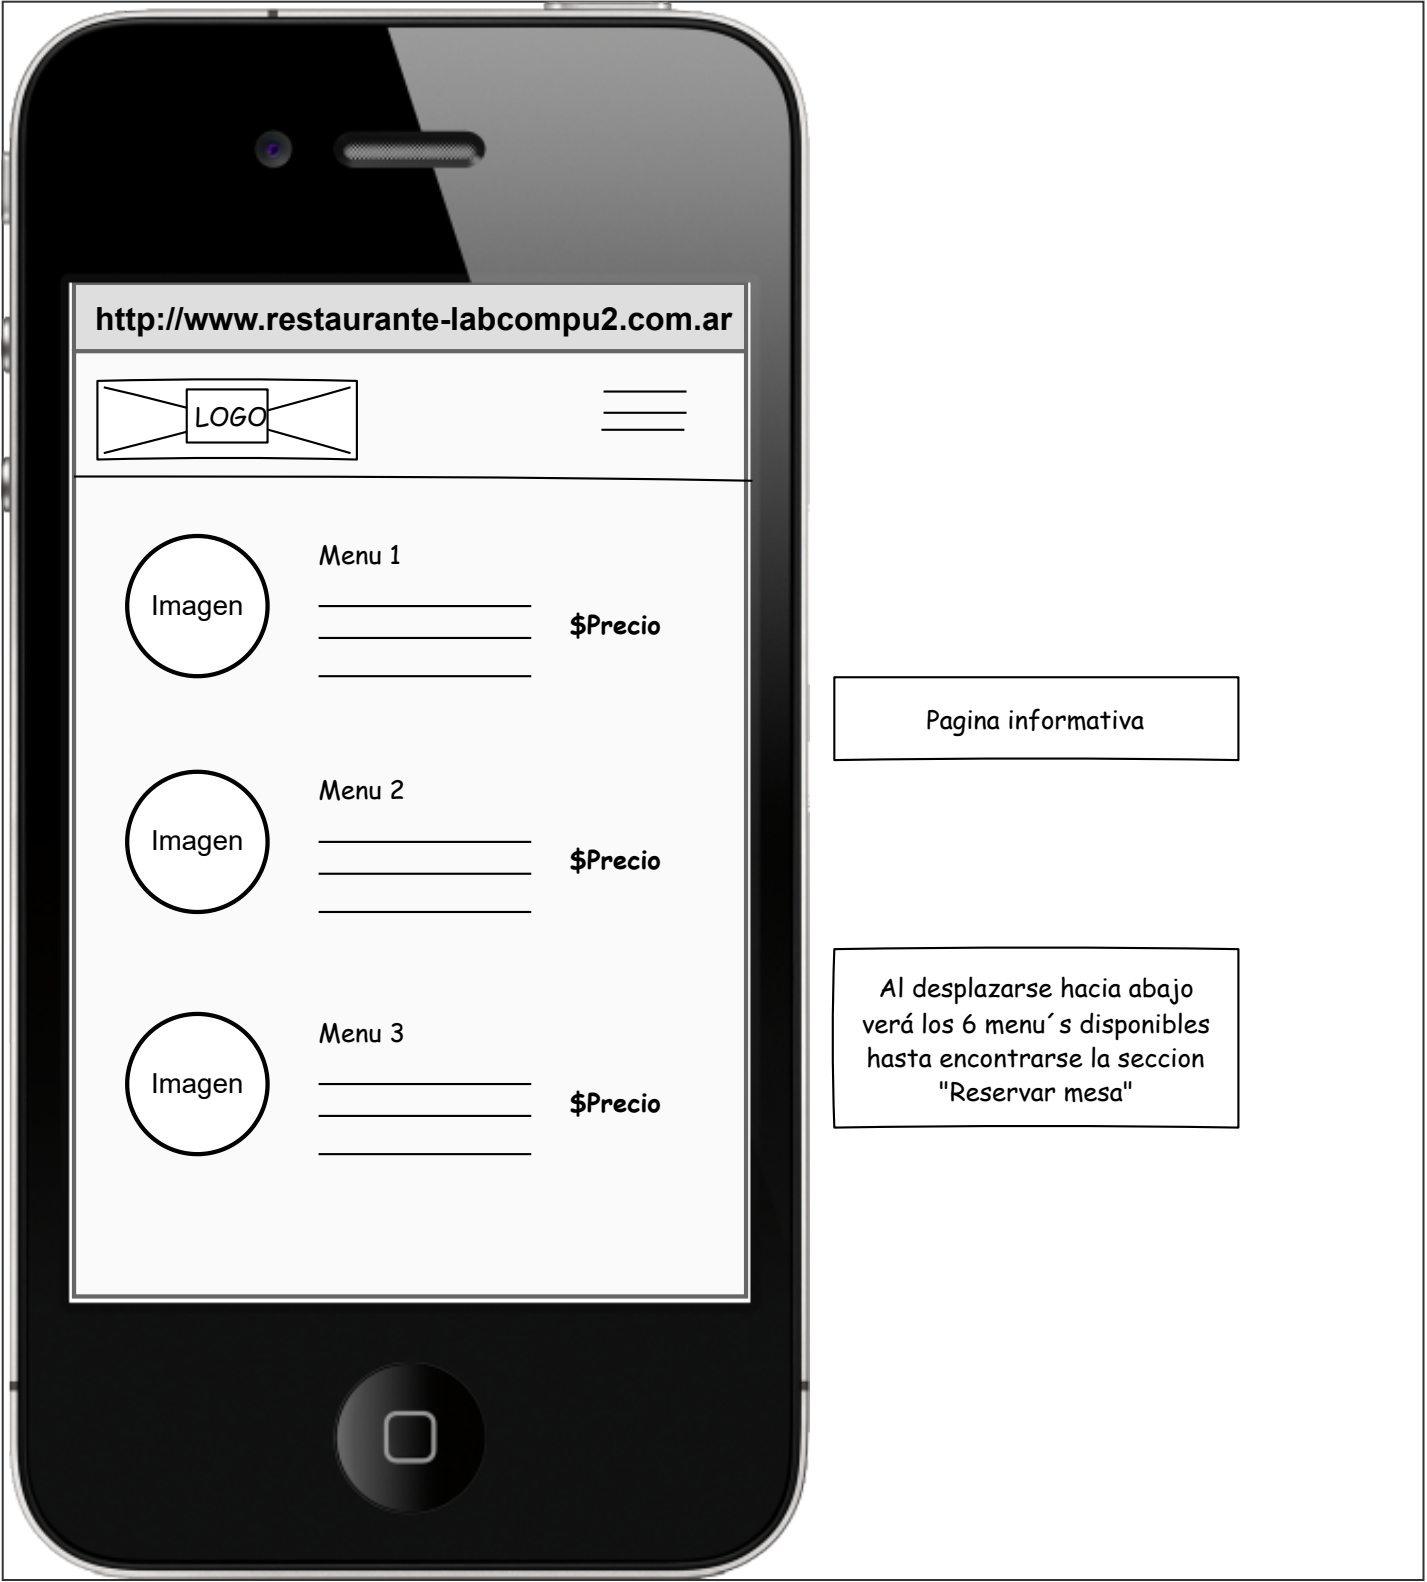 http://www.restaurante-labcompu2.com.ar
LOGO
Menu 1
Imagen
$Precio
Menu 2
Imagen
$Precio
Menu 3
Imagen
$Precio
Pagina informativa
Al desplazarse hacia abajo
verá los 6 menu´s disponibles
hasta encontrarse la seccion
"Reservar mesa"